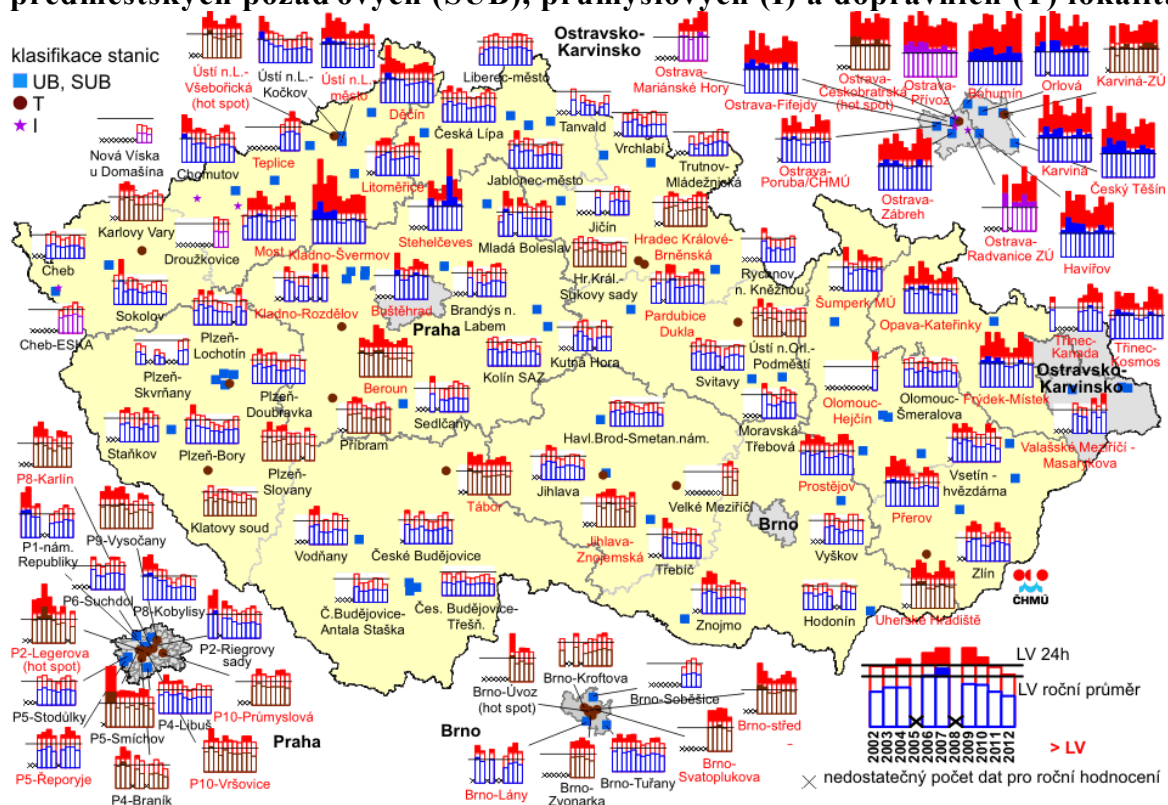 předměstských pozaďových (SUB), průmyslových (I) a dopravních (T) lokalit
klasifikace stanic
UB, SUB
T
I
Ostravsko-
Karvinsko
Ústí n.L.-
Všebořická
(hot spot)
Ústí n.L.-
Kočkov
Ústí n.L.-
město
Děčín
Liberec-město
Česká Lípa
Tanvald
Vrchlabí
Trutnov-
Mládežnická
Ostrava-
Mariánské Hory
Ostrava-Fifejdy
Ostrava-
Českobratrská
(hot spot)
Ostrava-
Přívoz
Bohumín
Orlová
Karviná-ZÚ
Ostrava-
Poruba/ČHMÚ
Ostrava-
Zábřeh
Karviná
Český Těšín
Ostrava-
Radvanice ZÚ
Havířov
Nová Víska
u Domašína
Chomutov
Teplice
Litoměřice
Jablonec-město
Karlovy Vary
Droužkovice
Most
Kladno-Švermov
Stehelčeves
Mladá Boleslav
Jičín
Hradec Králové-
Brněnská
Cheb
Sokolov
Cheb-ESKA
Plzeň-
Lochotín
Kladno-Rozdělov
Buštěhrad
Praha
Brandýs n.
Labem
Hr.Král.-
Sukovy sady
Pardubice
Dukla
Rychnov
n. Kněžnou
Šumperk MÚ
Opava-Kateřinky
Třinec-
Kanada
Třinec-
Kosmos
Plzeň-
Skvrňany
Plzeň-
Doubravka
Beroun
Kolín SAZ
Kutná Hora
Ústí n.Orl.-
Podměstí
Svitavy
Olomouc-
Hejčín
Olomouc-
Šmeralova
Frýdek-Místek
Ostravsko-
Karvinsko
Staňkov
Plzeň-Bory
Plzeň-
Slovany
Příbram
Sedlčany
Havl.Brod-Smetan.nám.
Moravská
Třebová
Valašské Meziříčí -
Masarykova
P8-Karlín
Klatovy soud
Tábor
Jihlava
Velké Meziříčí
Prostějov
Přerov
Vsetín -
hvězdárna
P1-nám.
Republiky
P9-Vysočany
Vodňany
České Budějovice
Jihlava-
Znojemská
Třebíč
Brno
Vyškov
Zlín
P6-Suchdol
P8-Kobylisy
Č.Budějovice-
Antala Staška
Čes. Budějovice-
Třešň.
Znojmo
Hodonín
Uherské Hradiště
ČHMÚ
P2-Legerova
(hot spot)
P2-Riegrovy
sady
P5-Stodůlky
P5-Smíchov
P4-Libuš
P10-Průmyslová
P5-Řeporyje
P4-Braník
P10-Vršovice
Praha
Brno-Úvoz
(hot spot)
Brno-Kroftova
Brno-Soběšice
Brno
Brno-střed
-
Brno-Lány
Brno-
Zvonarka
Brno-Tuřany
Brno-
Svatoplukova
LV 24h
LV roční průměr
2002
2003
2004
2005
2006
2007
2008
2009
2010
2011
2012
> LV
nedostatečný počet dat pro roční hodnocení